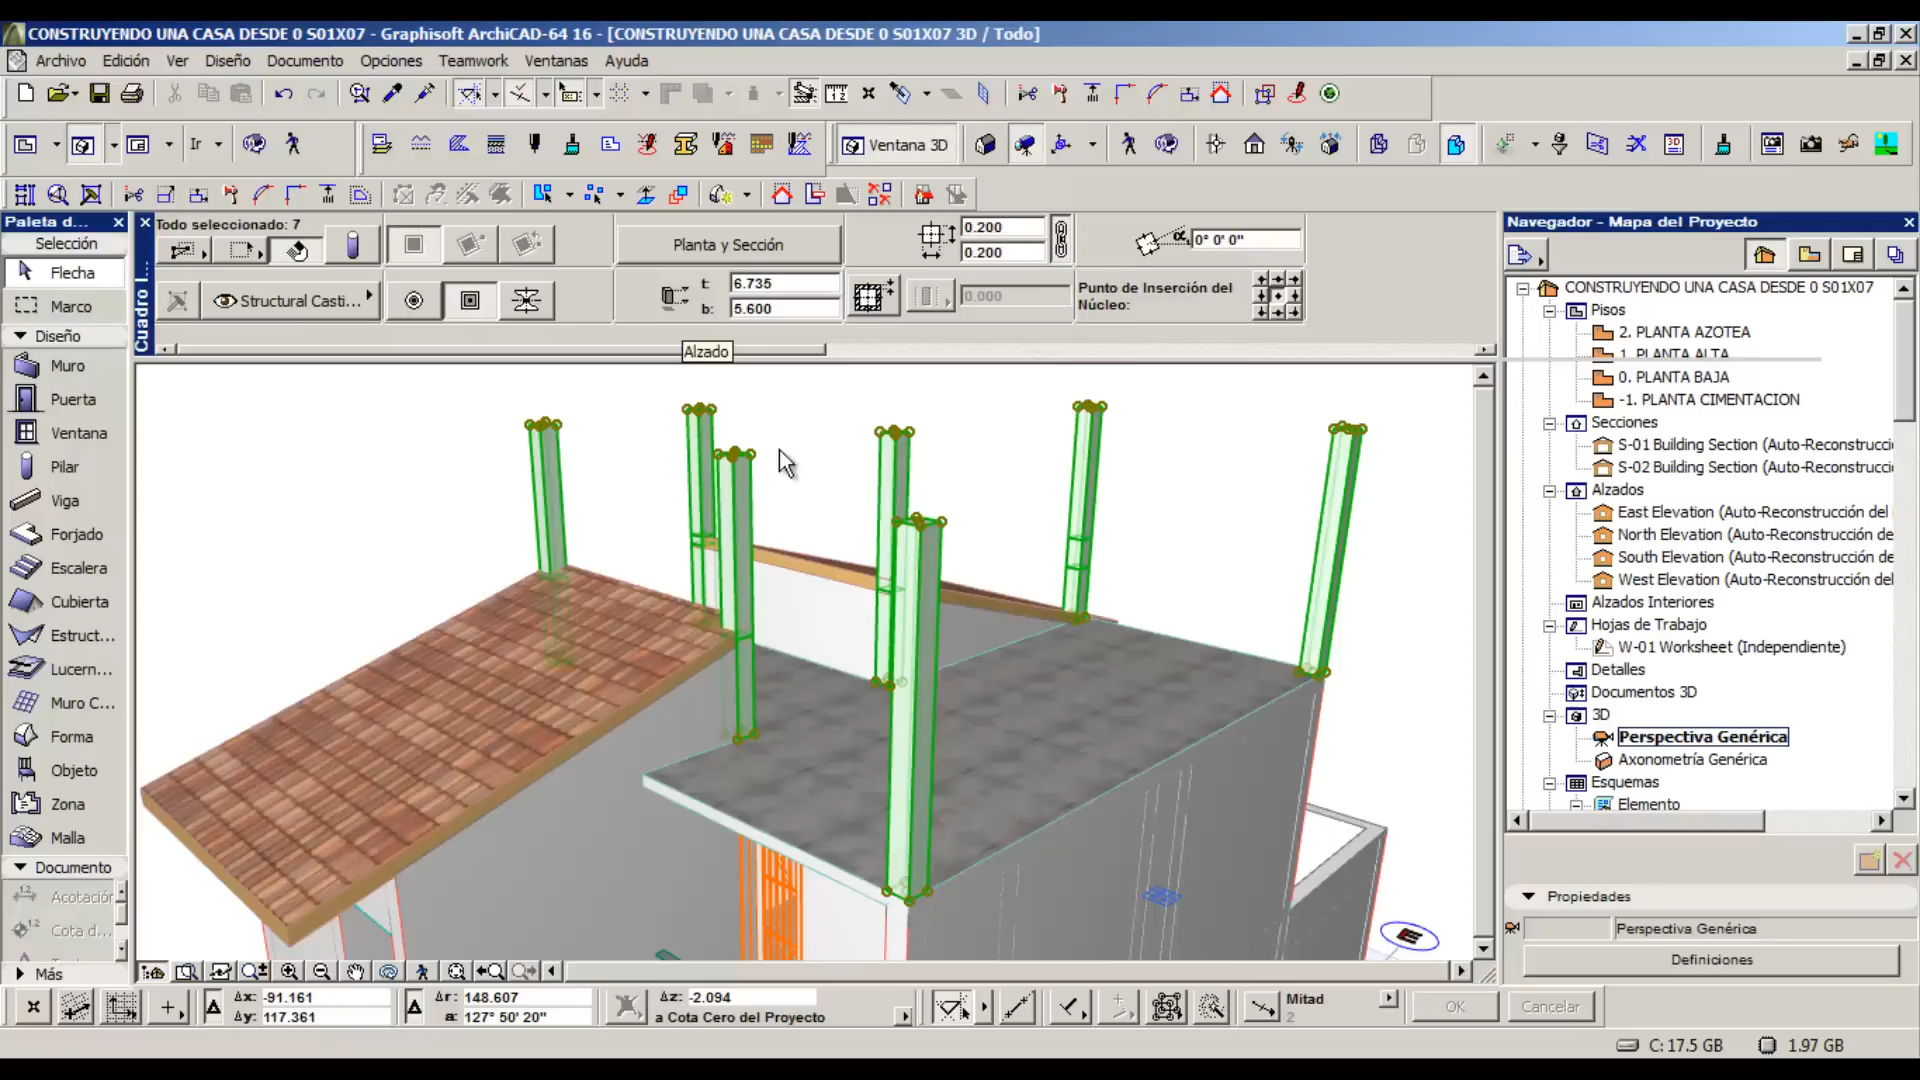 CONSTRUYENDO UNA CASA DESDE 0 S01X07 - Graphisoft ArchiCAD-64 16 - [CONSTRUYENDO UNA CASA DESDE 0 S01X07 3D / Todo]
Archivo Edición Ver Diseño Documento Opciones Teamwork Ventanas Ayuda
Ir
Ventana 3D
Paleta d...
Selección
Flecha
Marco
Diseño
Muro
Puerta
Ventana
Pilar
Viga
Forjado
Escalera
Cubierta
Estruct...
Lucern...
Muro C...
Forma
Objeto
Zona
Malla
Documento
Acotación
Cota d...
Más
Cuadro I...
Todo seleccionado: 7
Structural Casti...
Planta y Sección
t: 6.735
b: 5.600
Alzado
0.200
0.200
0.000
α
0° 0' 0"
Punto de Inserción del
Núcleo:
E
Navegador - Mapa del Proyecto
CONSTRUYENDO UNA CASA DESDE 0 S01X07
Pisos
2. PLANTA AZOTEA
1. PLANTA ALTA
0. PLANTA BAJA
-1. PLANTA CIMENTACION
Secciones
S-01 Building Section (Auto-Reconstrucci
S-02 Building Section (Auto-Reconstrucci
Alzados
East Elevation (Auto-Reconstrucción del
North Elevation (Auto-Reconstrucción de
South Elevation (Auto-Reconstrucción de
West Elevation (Auto-Reconstrucción del
Alzados Interiores
Hojas de Trabajo
W-01 Worksheet (Independiente)
Detalles
Documentos 3D
3D
Perspectiva Genérica
Axonometría Genérica
Esquemas
Elemento
Propiedades
Perspectiva Genérica
Definiciones
Δx: -91.161
Δy: 117.361
Δr: 148.607
a: 127° 50' 20"
Δz: -2.094
a Cota Cero del Proyecto
Mitad
2
OK
Cancelar
C: 17.5 GB
1.97 GB